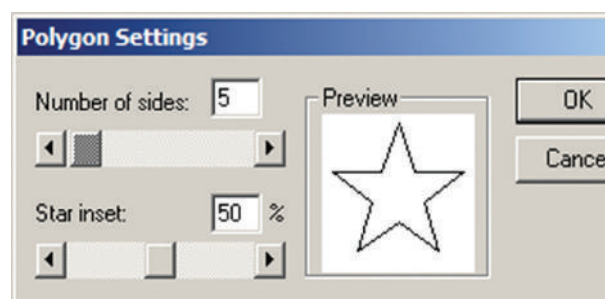 Polygon Settings
Number of sides: 5
Preview
OK
Cance
Star inset: 50 %